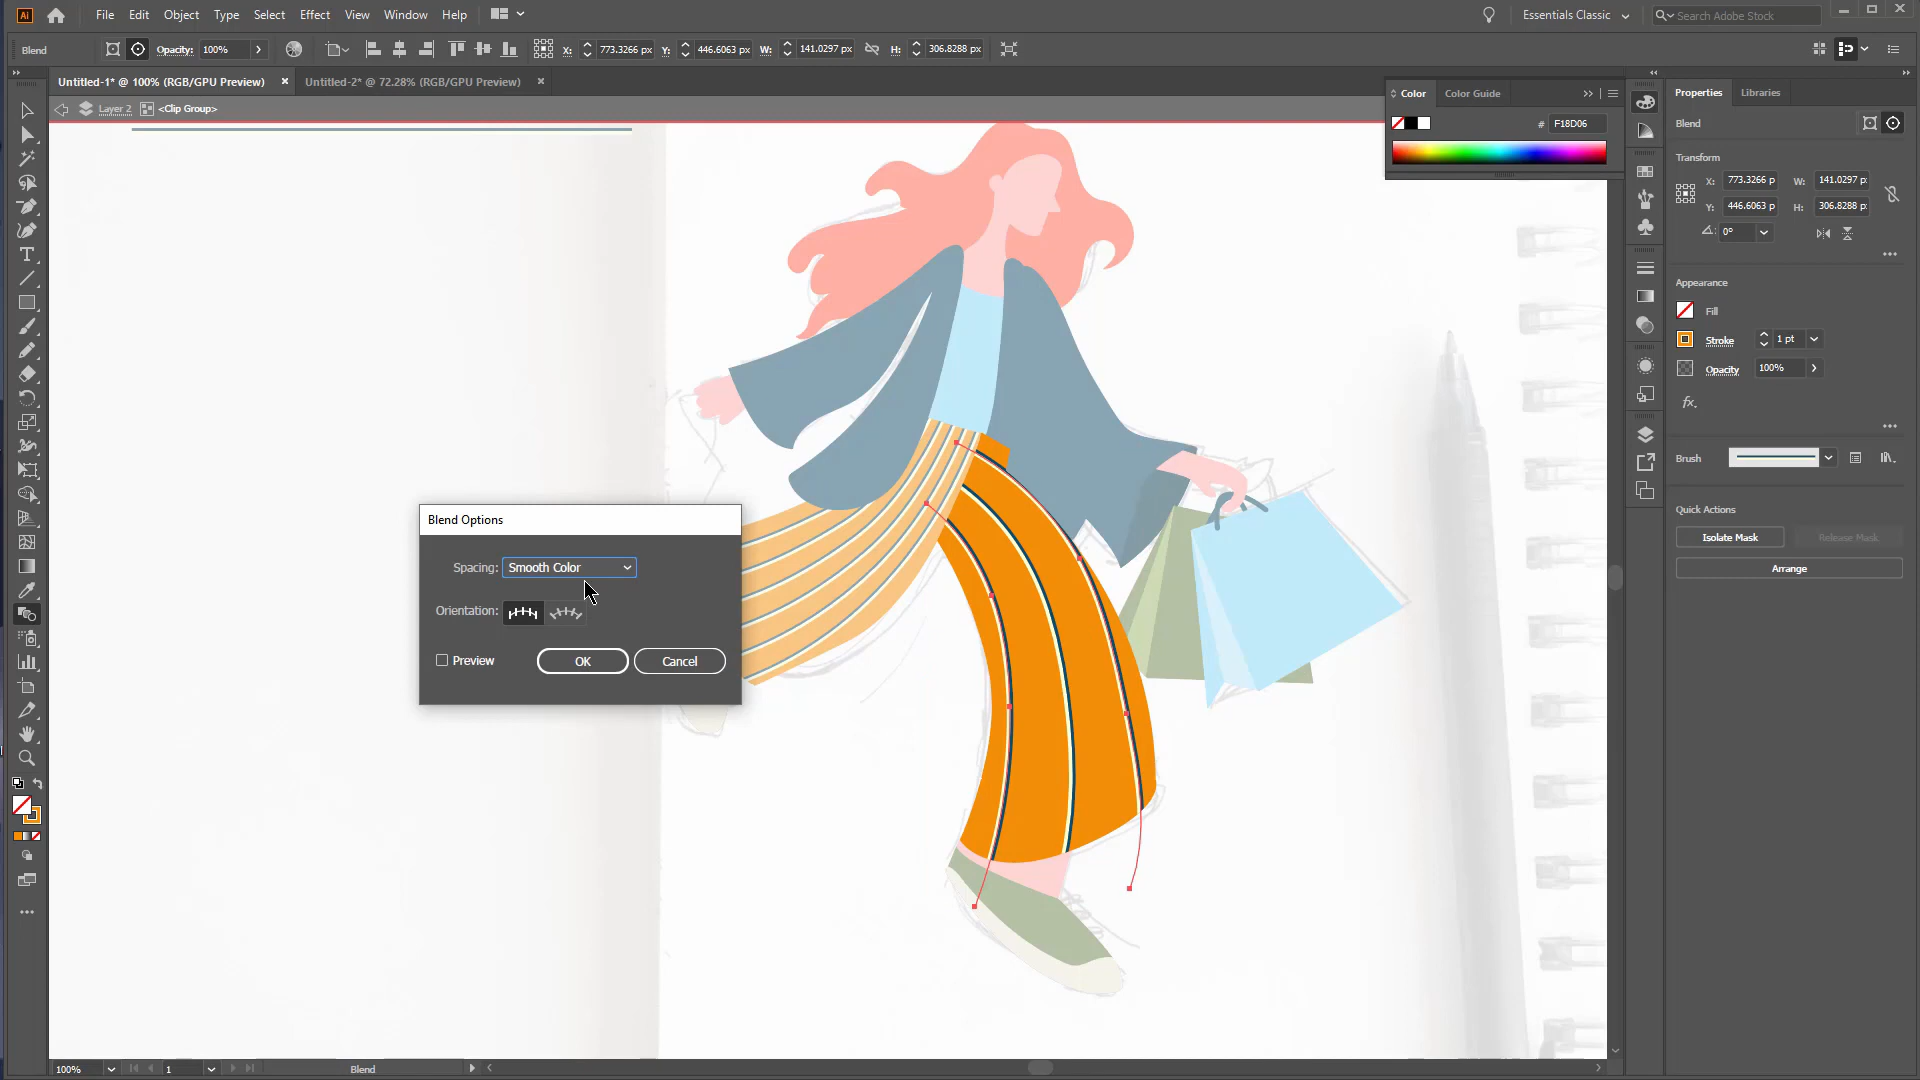 Ai File Edit Object Type Select Effect View Window Help Essentials Classic Search Adobe Stock
Blend Opacity: 100% X: 773.3266 px Y: 446.6063 px W: 141.0297 px H: 306.8288 px
Untitled-1* @ 100% (RGB/GPU Preview) Untitled-2* @ 72.28% (RGB/GPU Preview)
Layer 2 <Clip Group>
Color Color Guide
# F18D06
Properties Libraries
Blend
Transform
X: 773.3266 p W: 141.0297 p
Y: 446.6063 p H: 306.8288 p
0°
Appearance
Fill
Stroke 1 pt
Opacity 100%
fx.
Brush
Quick Actions
Isolate Mask Release Mask
Arrange
Blend Options
Spacing: Smooth Color
Orientation:
Preview OK Cancel
100% 1 Blend